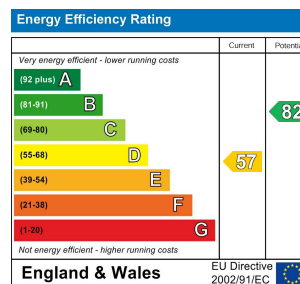 Energy Efficiency Rating
Current Potenti
Very energy efficient - lower running costs
(92 plus) A
(81-91) B
82
(69-80) C
(55-68) D
57
(39-54) E
(21-38) F
(1-20) G
Not energy efficient - higher running costs
England & Wales
EU Directive
2002/91/EC